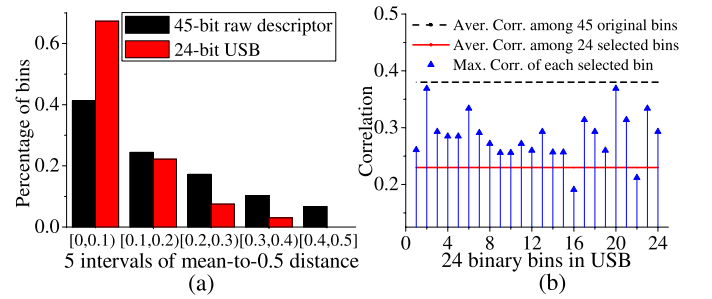 45-bit raw descriptor
24-bit USB
Percentage of bins
0.6
0.4
0.2
0.0
[0,0.1) [0.1,0.2) [0.2,0.3) [0.3,0.4) [0.4,0.5]
5 intervals of mean-to-0.5 distance
(a)
Aver. Corr. among 45 original bins
Aver. Corr. among 24 selected bins
Max. Corr. of each selected bin
Correlation
0.5
0.4
0.3
0.2
0 4 8 12 16 20 24
24 binary bins in USB
(b)